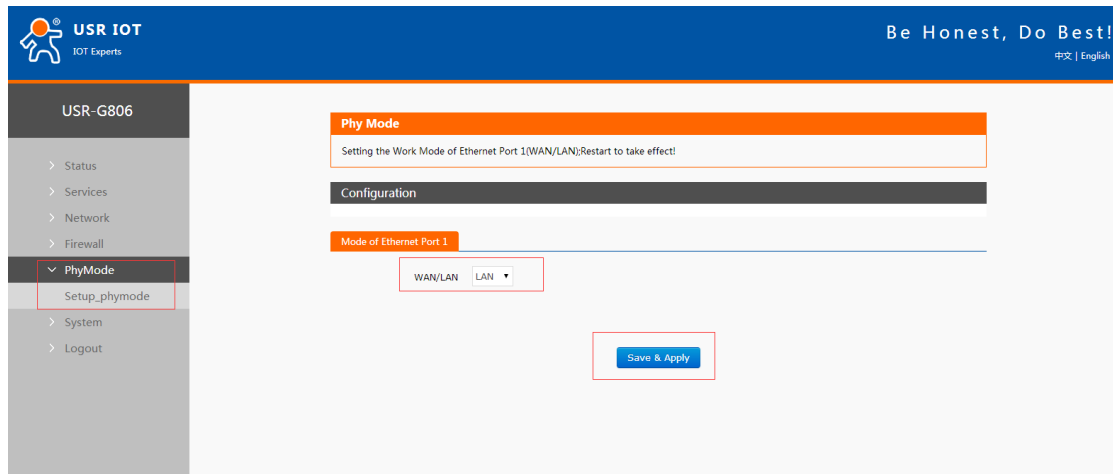 USR IOT
IOT Experts
Be Honest, Do Best!
中文 | English
USR-G806
Status
Services
Network
Firewall
PhyMode
Setup_phymode
System
Logout
Phy Mode
Setting the Work Mode of Ethernet Port 1(WAN/LAN);Restart to take effect!
Configuration
Mode of Ethernet Port 1
WAN/LAN LAN
Save & Apply